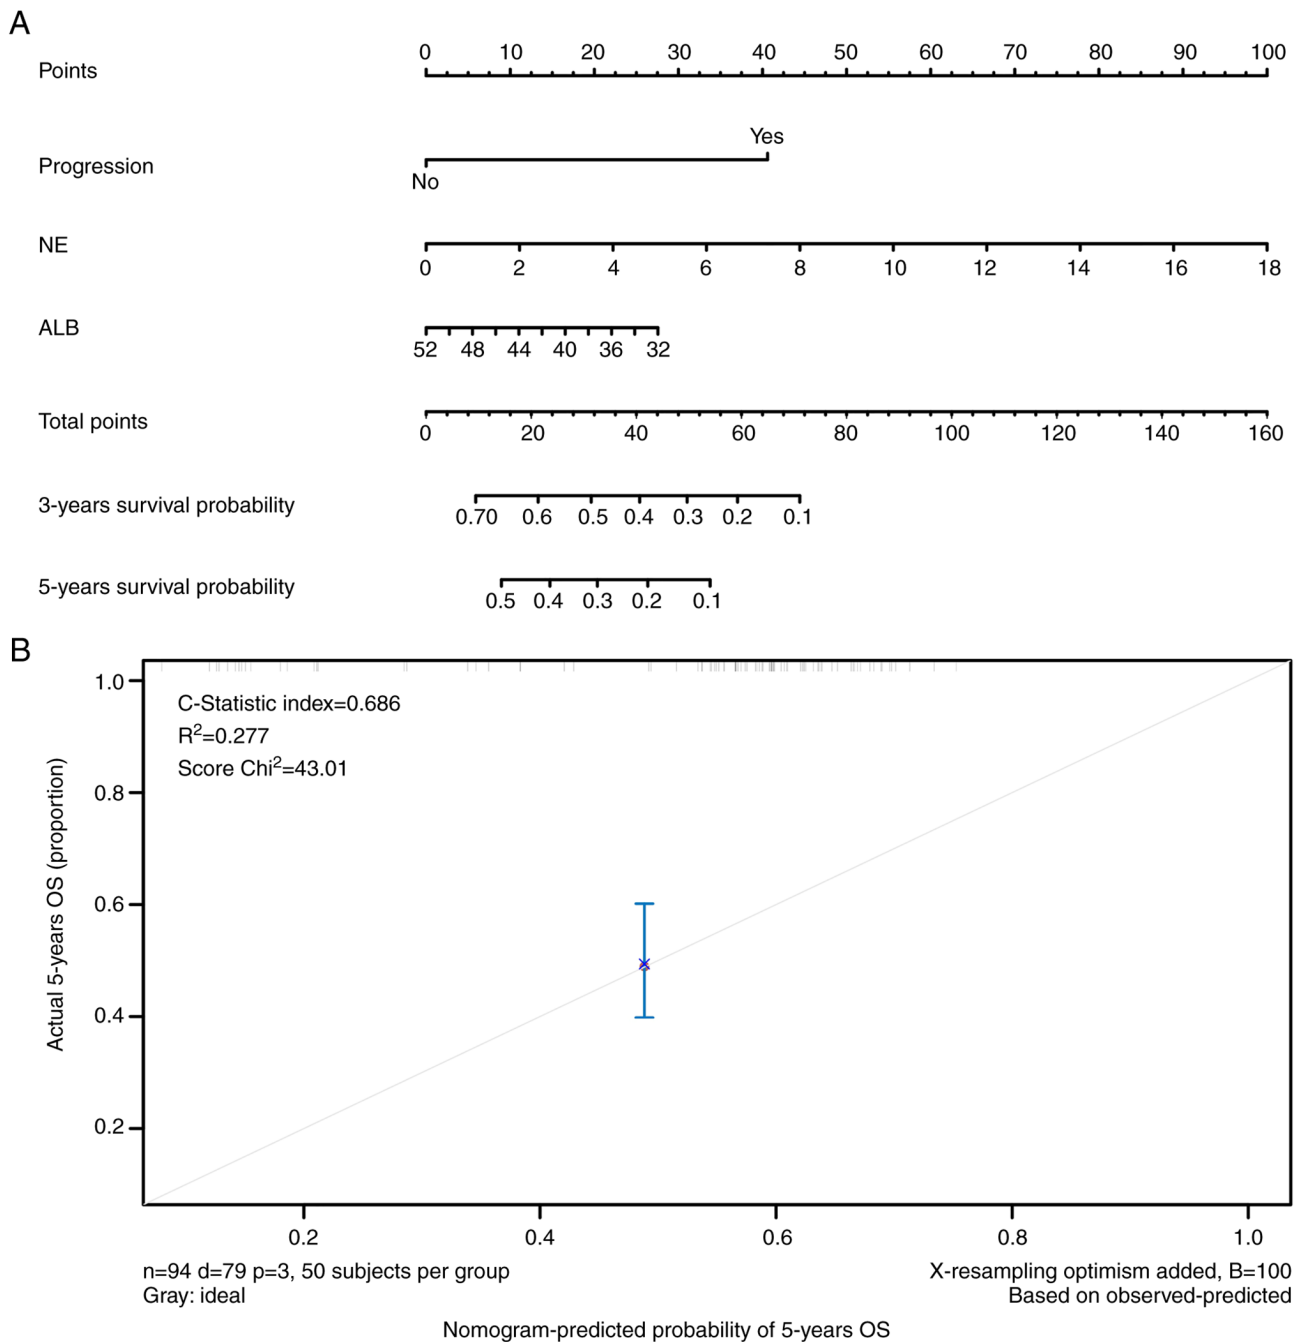 A
0 10 20 30 40 50 60 70 80 90 100
Points
Yes
Progression
No
NE
0 2 4 6 8 10 12 14 16 18
ALB
52 48 44 40 36 32
Total points
0 20 40 60 80 100 120 140 160
3-years survival probability
0.70 0.6 0.5 0.4 0.3 0.2 0.1
5-years survival probability
0.5 0.4 0.3 0.2 0.1
B
C-Statistic index=0.686
R²=0.277
Score Chi²=43.01
Actual 5-years OS (proportion)
1.0
0.8
0.6
0.4
0.2
0.2 0.4 0.6 0.8 1.0
n=94 d=79 p=3, 50 subjects per group
Gray: ideal
X-resampling optimism added, B=100
Based on observed-predicted
Nomogram-predicted probability of 5-years OS